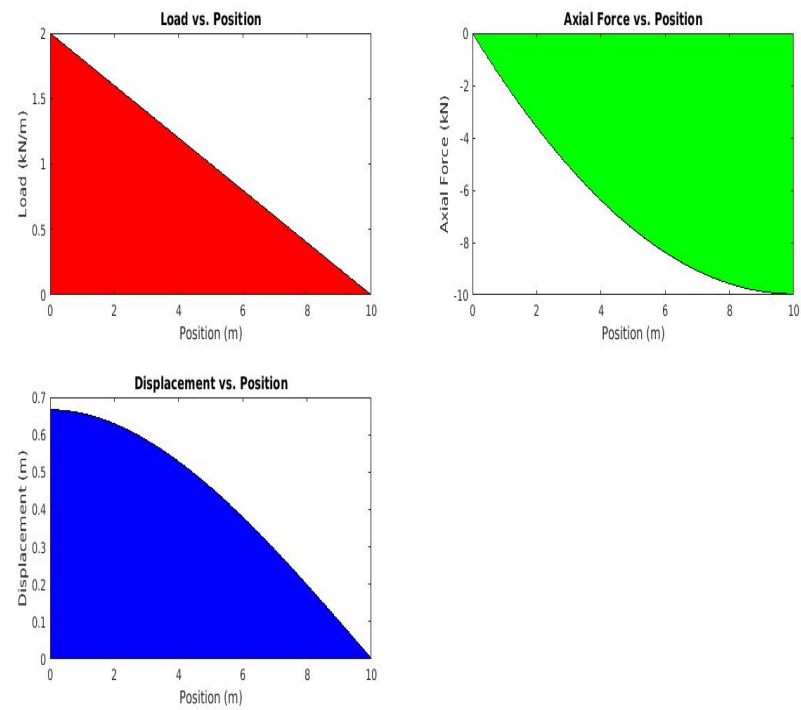 Load vs. Position
2
1.5
1
0.5
0
Load (kN/m)
0 2 4 6 8 10
Position (m)
Axial Force vs. Position
0
-2
-4
-6
-8
-10
Axial Force (kN)
0 2 4 6 8 10
Position (m)
Displacement vs. Position
0.7
0.6
0.5
0.4
0.3
0.2
0.1
0
Displacement (m)
0 2 4 6 8 10
Position (m)